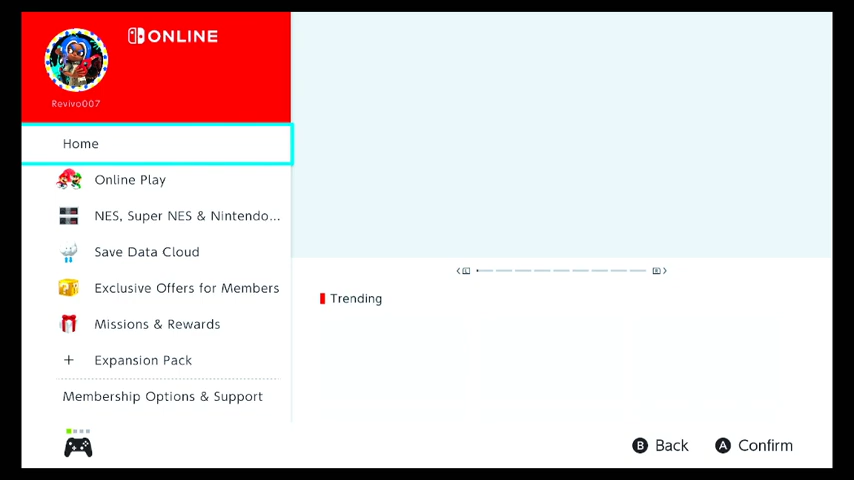 ONLINE
Revivo007
Home
Online Play
NES, Super NES & Nintendo...
Save Data Cloud
Exclusive Offers for Members
Missions & Rewards
+ Expansion Pack
Membership Options & Support
L R
Trending
B Back A Confirm